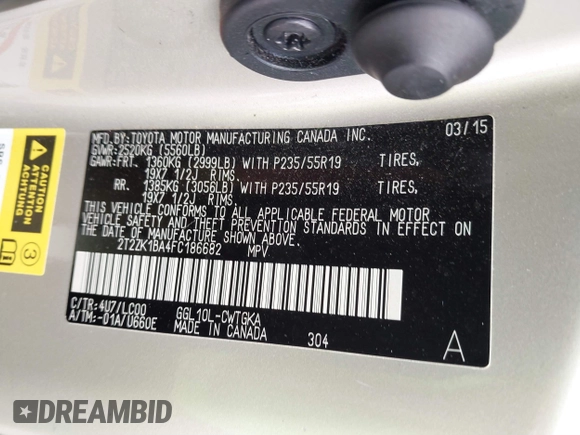 MFD. BY: TOYOTA MOTOR MANUFACTURING CANADA INC. 03/15
GVWR: 2520KG (5560LB)
GAWR: FRT. 1360KG (2999LB) WITH P235/55R19 TIRES,
19X7 1/2J RIMS.
RR. 1385KG (3056LB) WITH P235/55R19 TIRES,
19X7 1/2J RIMS.
THIS VEHICLE CONFORMS TO ALL APPLICABLE FEDERAL MOTOR
VEHICLE SAFETY AND THEFT PREVENTION STANDARDS IN EFFECT ON
THE DATE OF MANUFACTURE SHOWN ABOVE.
2T2ZK1BA4FC186682 MPV
C/TR: 4U7/LC00 GGL10L-CWTGKA
A/TM: -01A/U660E MADE IN CANADA 304 A
CAUTION
ATTENTION
ACHTUNG
3
DREAMBID